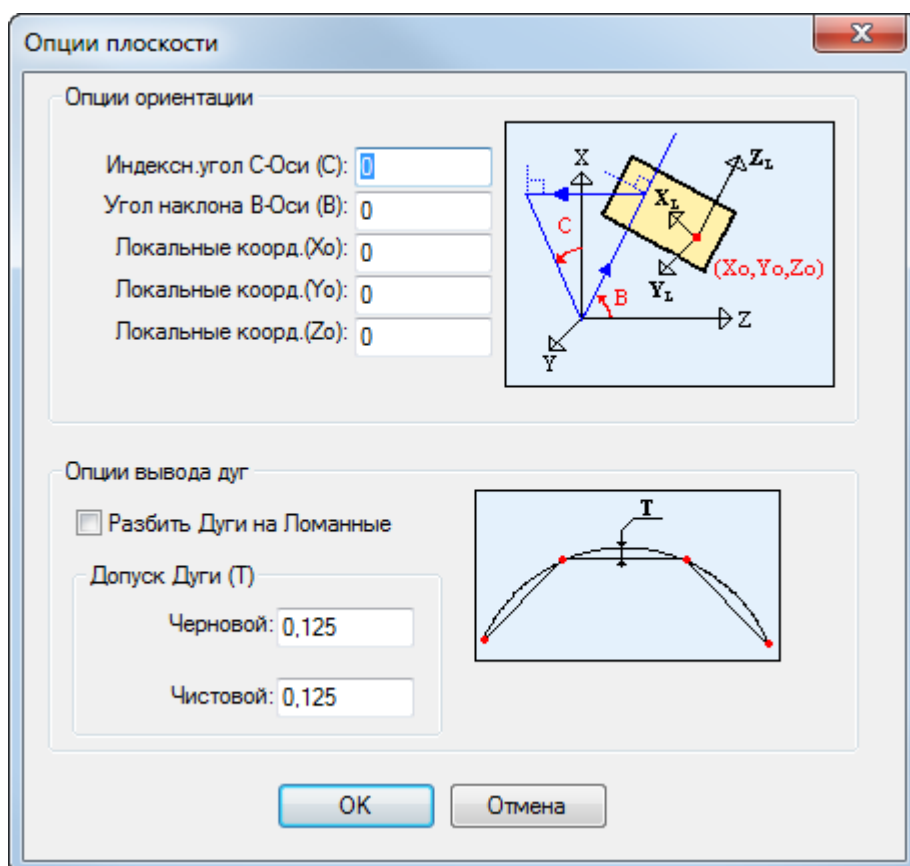 Опции плоскости
Опции ориентации
Индексн.угол С-Оси (С): 0
Угол наклона В-Оси (В): 0
Локальные коорд.(Xo): 0
Локальные коорд.(Yo): 0
Локальные коорд.(Zo): 0
X
ZL
XL
C
(Xo,Yo,Zo)
YL
B
Z
Y
Опции вывода дуг
Разбить Дуги на Ломанные
T
Допуск Дуги (Т)
Черновой: 0,125
Чистовой: 0,125
OK
Отмена